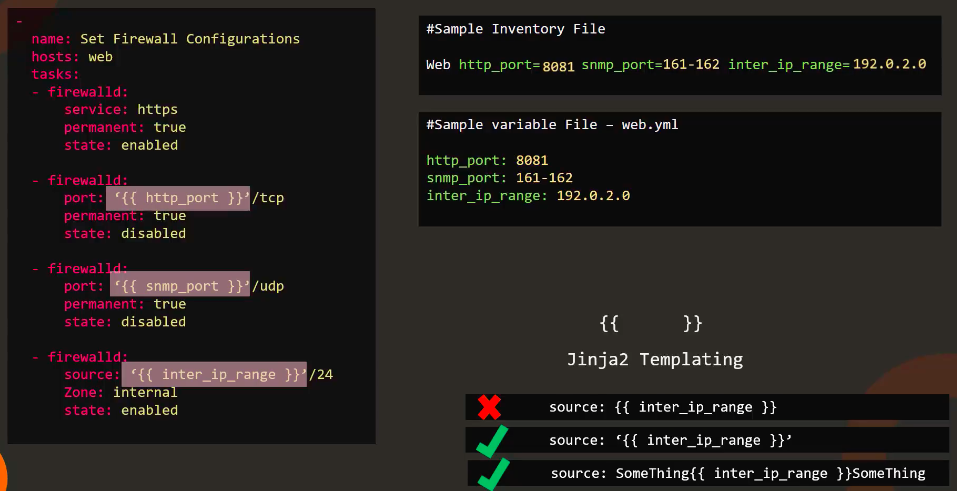 -
name: Set Firewall Configurations
hosts: web
tasks:
- firewalld:
service: https
permanent: true
state: enabled
- firewalld:
port: ‘{{ http_port }}’/tcp
permanent: true
state: disabled
- firewalld:
port: ‘{{ snmp_port }}’/udp
permanent: true
state: disabled
- firewalld:
source: ‘{{ inter_ip_range }}’/24
Zone: internal
state: enabled
#Sample Inventory File
Web http_port=8081 snmp_port=161-162 inter_ip_range=192.0.2.0
#Sample variable File – web.yml
http_port: 8081
snmp_port: 161-162
inter_ip_range: 192.0.2.0
{{ }}
Jinja2 Templating
source: {{ inter_ip_range }}
source: ‘{{ inter_ip_range }}’
source: SomeThing{{ inter_ip_range }}SomeThing